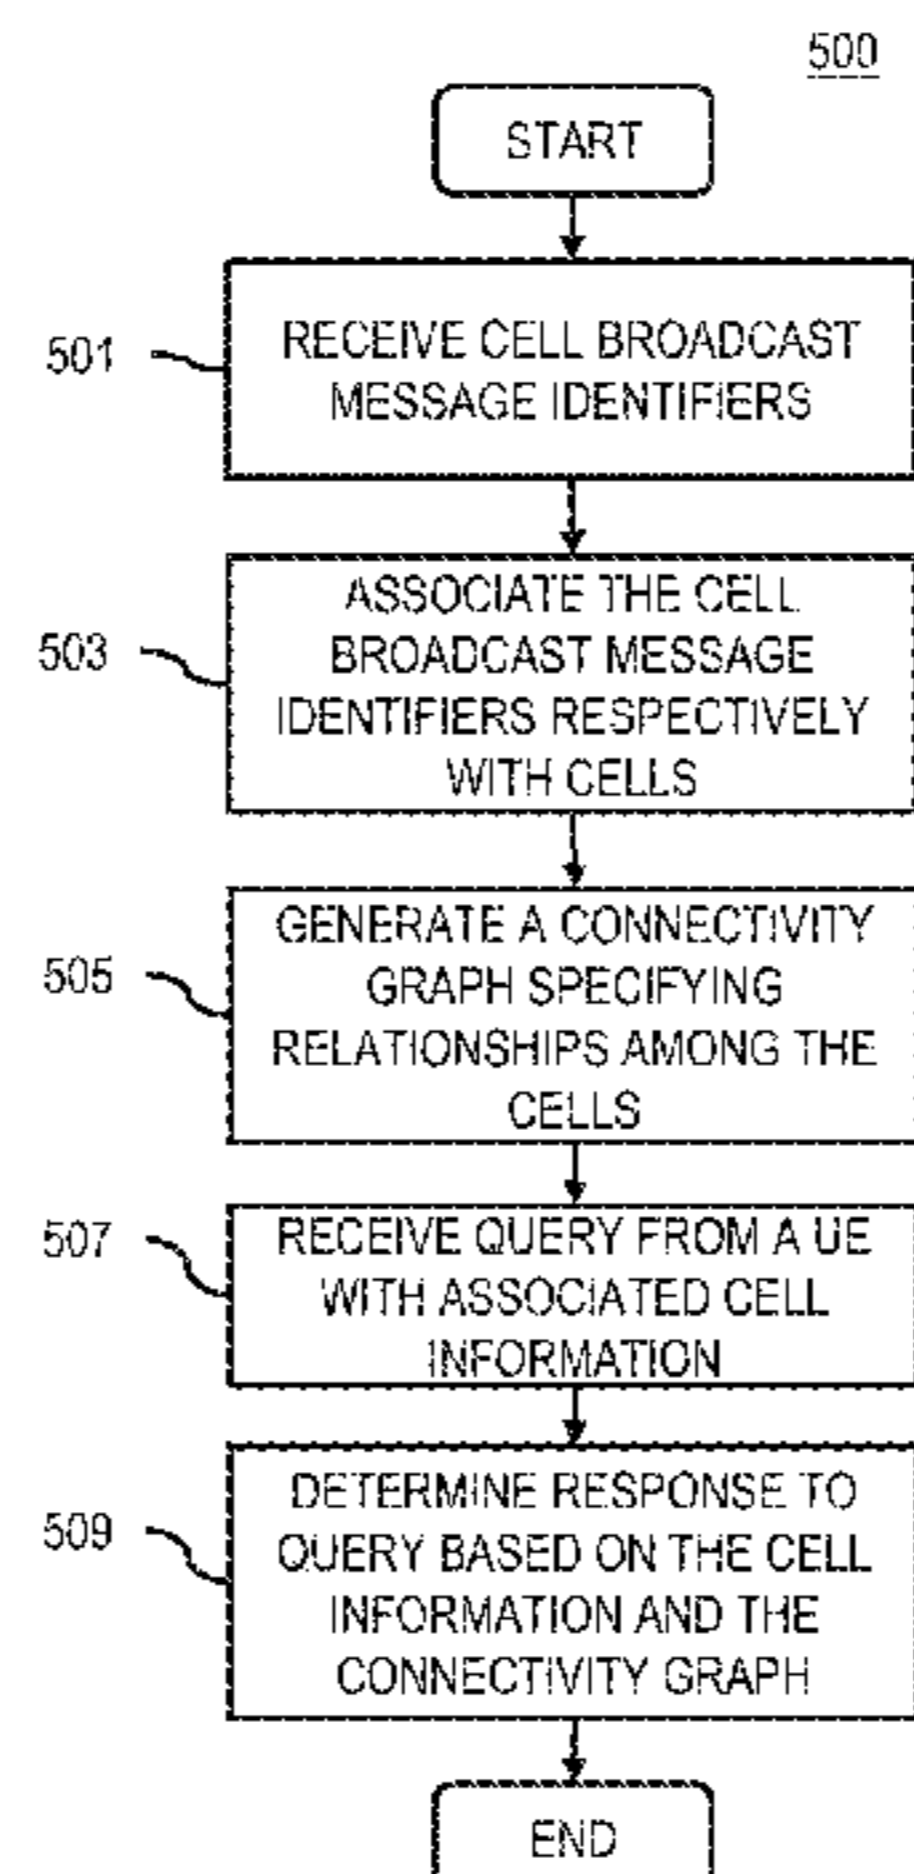 500
START
501
RECEIVE CELL BROADCAST
MESSAGE IDENTIFIERS
503
ASSOCIATE THE CELL
BROADCAST MESSAGE
IDENTIFIERS RESPECTIVELY
WITH CELLS
505
GENERATE A CONNECTIVITY
GRAPH SPECIFYING
RELATIONSHIPS AMONG THE
CELLS
507
RECEIVE QUERY FROM A UE
WITH ASSOCIATED CELL
INFORMATION
509
DETERMINE RESPONSE TO
QUERY BASED ON THE CELL
INFORMATION AND THE
CONNECTIVITY GRAPH
END